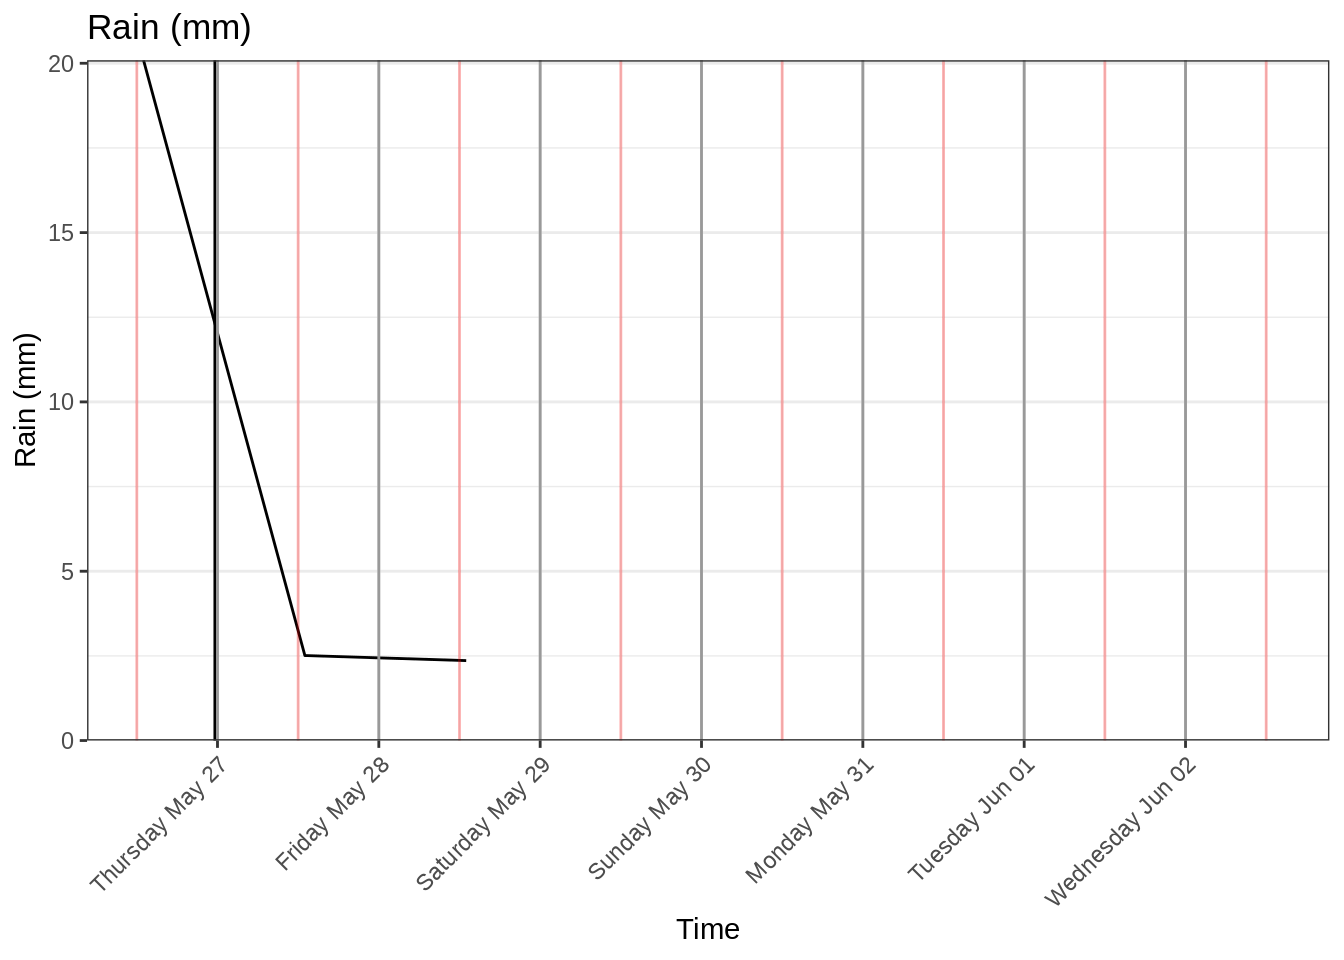 Rain (mm)
20
15
10
5
0
Rain (mm)
Thursday May 27
Friday May 28
Saturday May 29
Sunday May 30
Monday May 31
Tuesday Jun 01
Wednesday Jun 02
Time